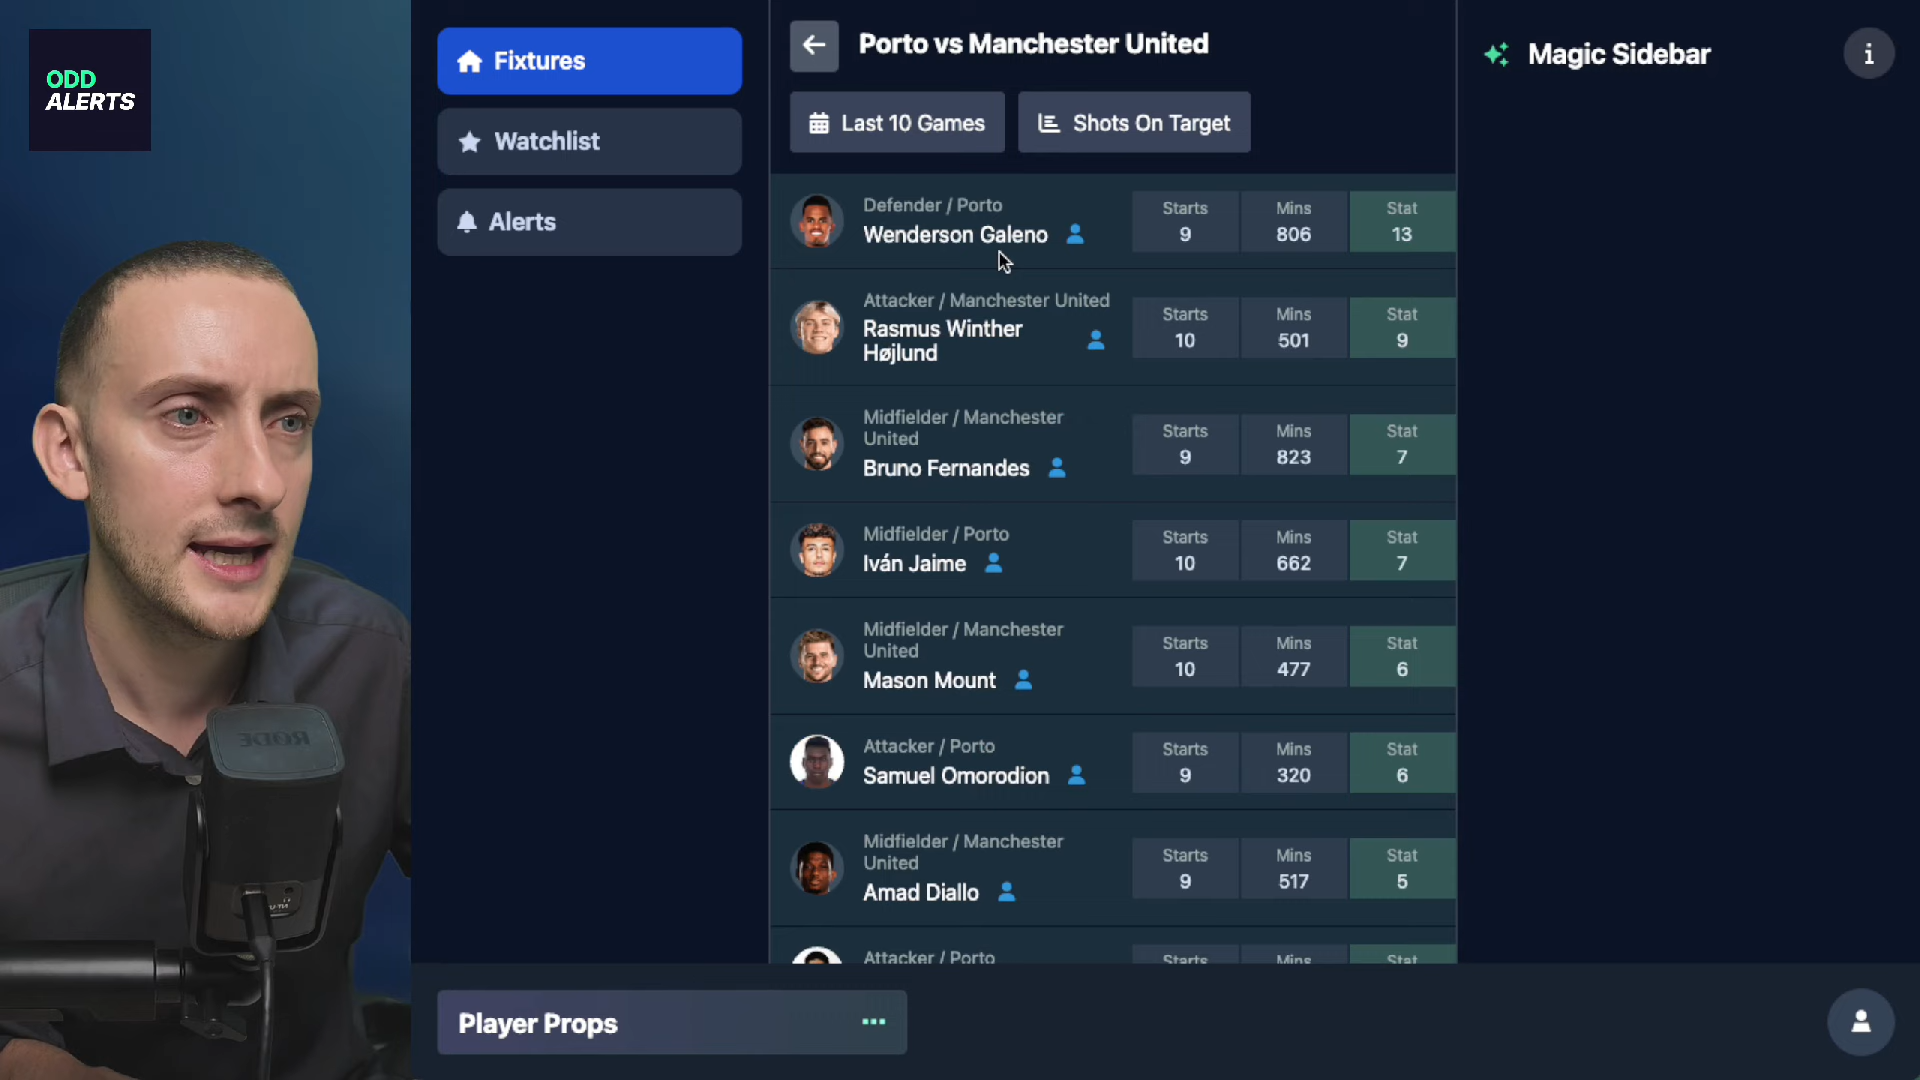 ODD
ALERTS
Fixtures
Watchlist
Alerts
Porto vs Manchester United
Last 10 Games
Shots On Target
Defender / Porto
Wenderson Galeno
Starts
9
Mins
806
Stat
13
Attacker / Manchester United
Rasmus Winther
Højlund
Starts
10
Mins
501
Stat
9
Midfielder / Manchester
United
Bruno Fernandes
Starts
9
Mins
823
Stat
7
Midfielder / Porto
Iván Jaime
Starts
10
Mins
662
Stat
7
Midfielder / Manchester
United
Mason Mount
Starts
10
Mins
477
Stat
6
Attacker / Porto
Samuel Omorodion
Starts
9
Mins
320
Stat
6
Midfielder / Manchester
United
Amad Diallo
Starts
9
Mins
517
Stat
5
Attacker / Porto
Starts
Mins
Stat
Magic Sidebar
i
Player Props
RØDE